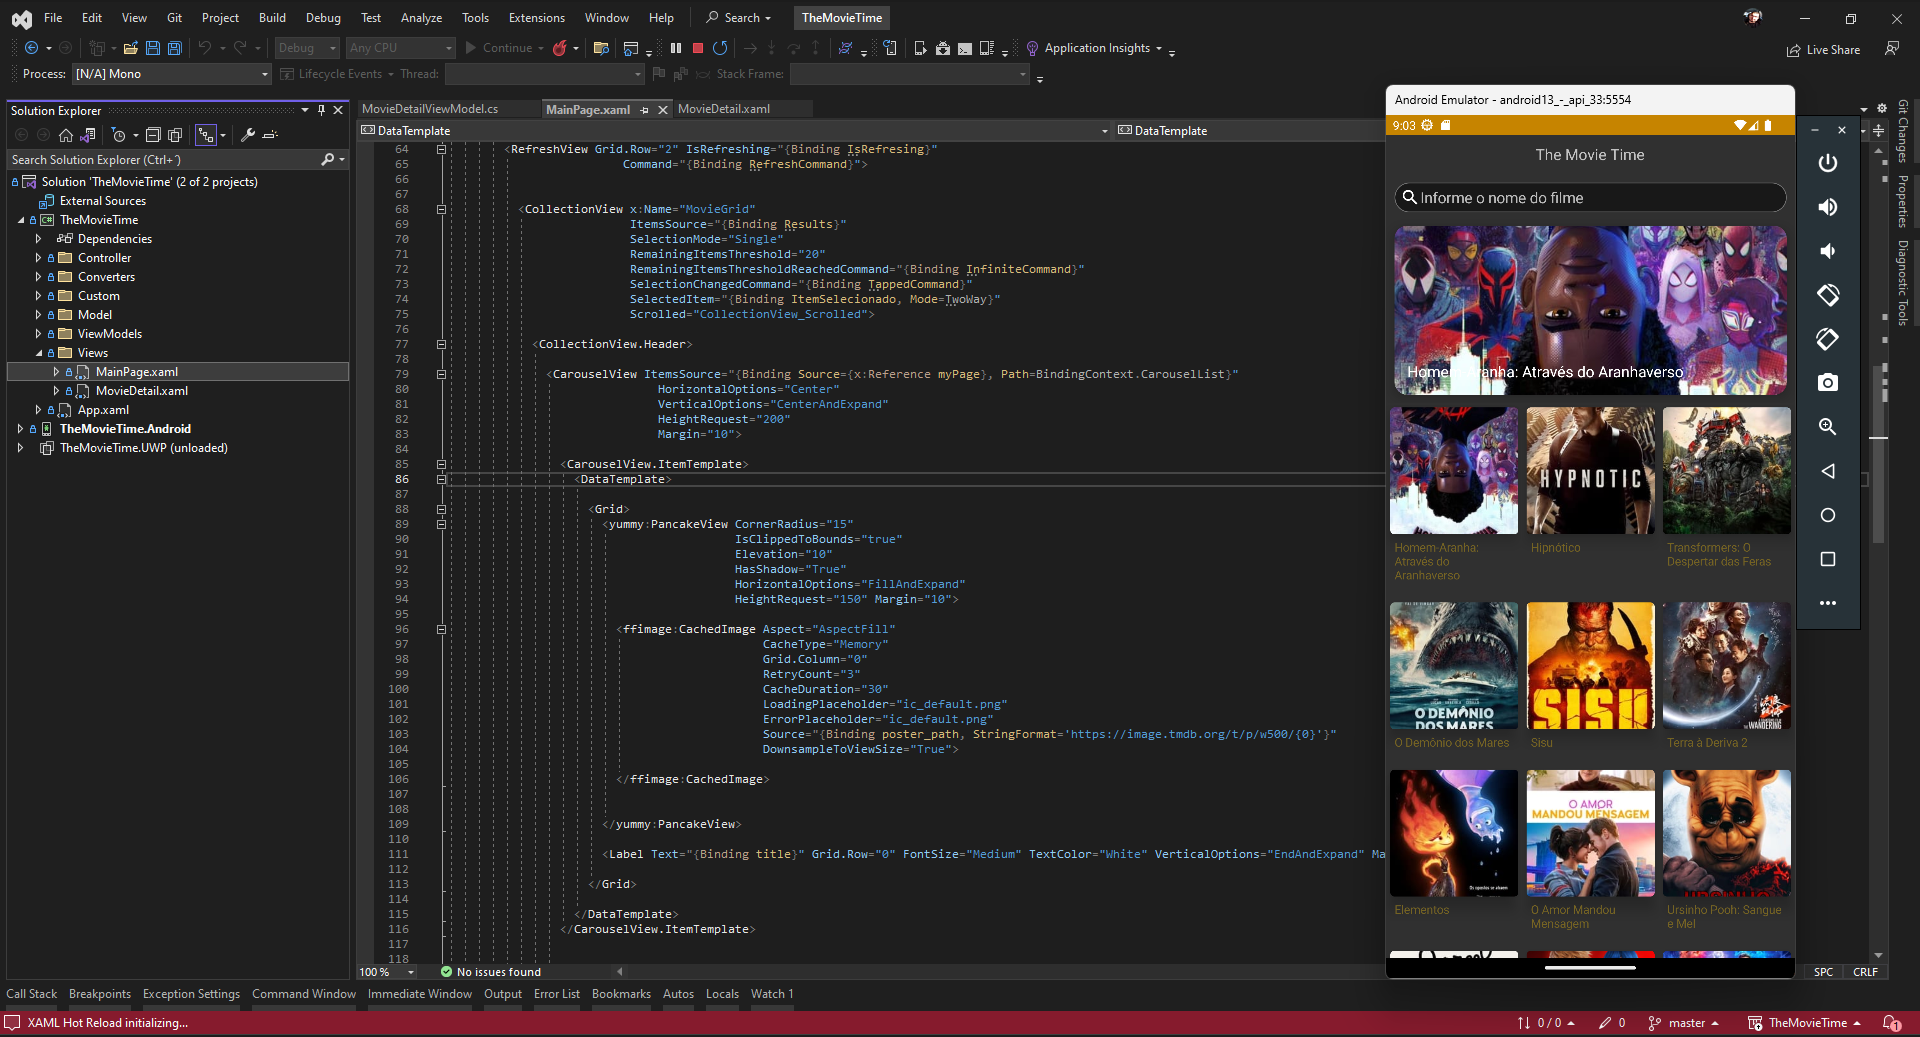 File Edit View Git Project Build Debug Test Analyze Tools Extensions Window Help Search TheMovieTime
Debug Any CPU Continue Application Insights Live Share
Process: [N/A] Mono Lifecycle Events Thread: Stack Frame:
Solution Explorer
Search Solution Explorer (Ctrl+´)
Solution 'TheMovieTime' (2 of 2 projects)
External Sources
TheMovieTime
Dependencies
Controller
Converters
Custom
Model
ViewModels
Views
MainPage.xaml
MovieDetail.xaml
App.xaml
TheMovieTime.Android
TheMovieTime.UWP (unloaded)
MovieDetailViewModel.cs MainPage.xaml MovieDetail.xaml
DataTemplate DataTemplate
64 <RefreshView Grid.Row="2" IsRefreshing="{Binding IsRefresing}"
65 Command="{Binding RefreshCommand}">
66
67
68 <CollectionView x:Name="MovieGrid"
69 ItemsSource="{Binding Results}"
70 SelectionMode="Single"
71 RemainingItemsThreshold="20"
72 RemainingItemsThresholdReachedCommand="{Binding InfiniteCommand}"
73 SelectionChangedCommand="{Binding TappedCommand}"
74 SelectedItem="{Binding ItemSelecionado, Mode=TwoWay}"
75 Scrolled="CollectionView_Scrolled">
76
77 <CollectionView.Header>
78
79 <CarouselView ItemsSource="{Binding Source={x:Reference myPage}, Path=BindingContext.CarouselList}"
80 HorizontalOptions="Center"
81 VerticalOptions="CenterAndExpand"
82 HeightRequest="200"
83 Margin="10">
84
85 <CarouselView.ItemTemplate>
86 <DataTemplate>
87
88 <Grid>
89 <yummy:PancakeView CornerRadius="15"
90 IsClippedToBounds="true"
91 Elevation="10"
92 HasShadow="True"
93 HorizontalOptions="FillAndExpand"
94 HeightRequest="150" Margin="10">
95
96 <ffimage:CachedImage Aspect="AspectFill"
97 CacheType="Memory"
98 Grid.Column="0"
99 RetryCount="3"
100 CacheDuration="30"
101 LoadingPlaceholder="ic_default.png"
102 ErrorPlaceholder="ic_default.png"
103 Source="{Binding poster_path, StringFormat='https://image.tmdb.org/t/p/w500/{0}'}"
104 DownsampleToViewSize="True">
105
106 </ffimage:CachedImage>
107
108
109 </yummy:PancakeView>
110
111 <Label Text="{Binding title}" Grid.Row="0" FontSize="Medium" TextColor="White" VerticalOptions="EndAndExpand" Ma
112
113 </Grid>
114
115 </DataTemplate>
116 </CarouselView.ItemTemplate>
117
118
100 % No issues found SPC CRLF
Android Emulator - android13_-_api_33:5554
9:03
The Movie Time
Informe o nome do filme
Homem-Aranha: Através do Aranhaverso
HYPNOTIC
Homem-Aranha:
Através do
Aranhaverso
Hipnótico
Transformers: O
Despertar das Feras
O DEMÔNIO
DOS MARES
SISU
WANDERING
O Demônio dos Mares
Sisu
Terra à Deriva 2
O AMOR
MANDOU MENSAGEM
Os opostos se atraem
URSINHO
Elementos
O Amor Mandou
Mensagem
Ursinho Pooh: Sangue
e Mel
Git Changes
Properties
Diagnostic Tools
Call Stack Breakpoints Exception Settings Command Window Immediate Window Output Error List Bookmarks Autos Locals Watch 1
XAML Hot Reload initializing... 0 / 0 0 master TheMovieTime 1